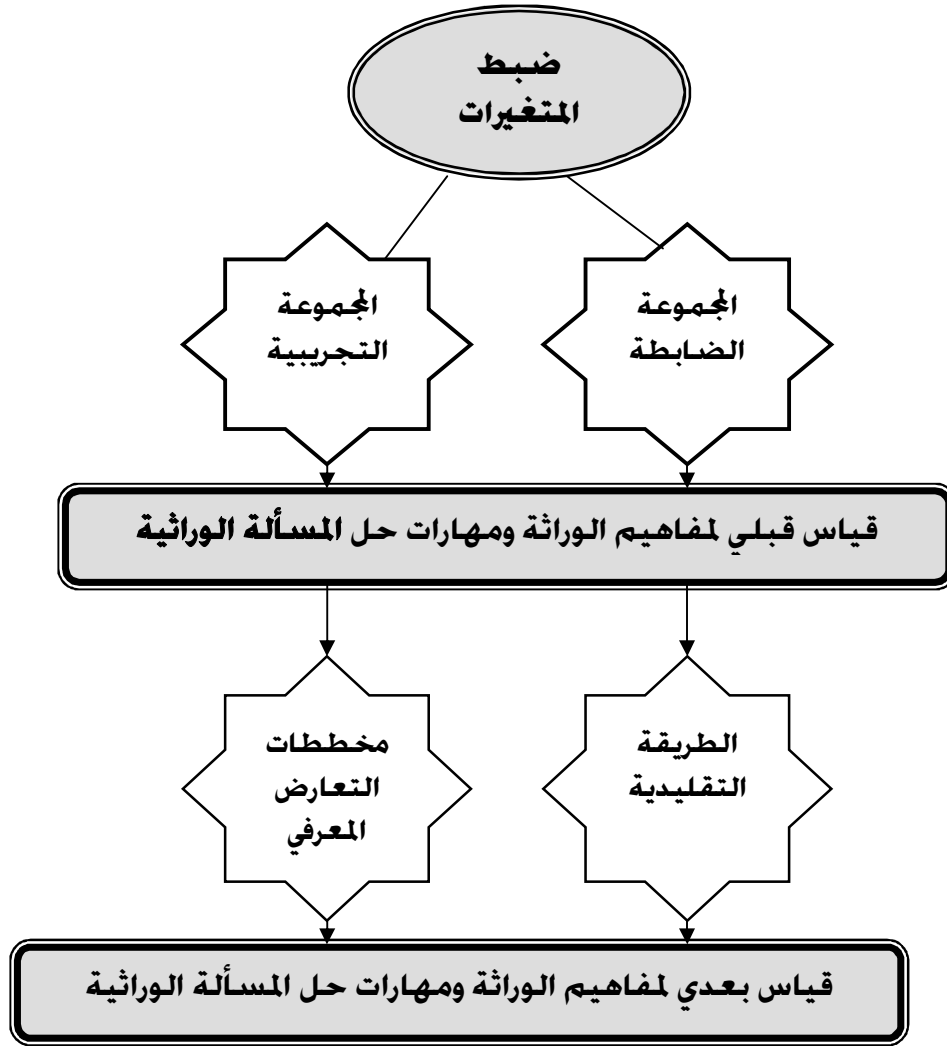 ضبط
المتغيرات
المجموعة
الضابطة
المجموعة
التجريبية
قياس قبلي لمفاهيم الوراثة ومهارات حل المسألة الوراثية
الطريقة
التقليدية
مخططات
التعارض
المعرفي
قياس بعدي لمفاهيم الوراثة ومهارات حل المسألة الوراثية